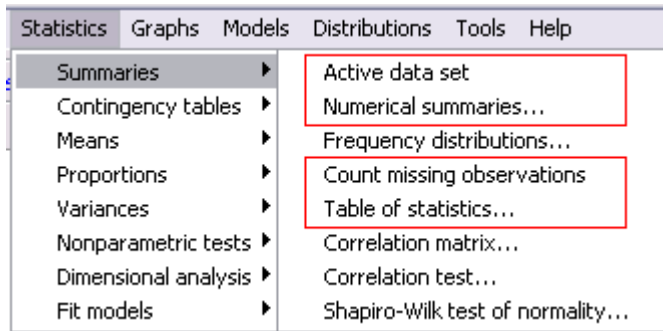 Statistics Graphs Models Distributions Tools Help
Summaries
Contingency tables
Means
Proportions
Variances
Nonparametric tests
Dimensional analysis
Fit models
Active data set
Numerical summaries...
Frequency distributions...
Count missing observations
Table of statistics...
Correlation matrix...
Correlation test...
Shapiro-Wilk test of normality...